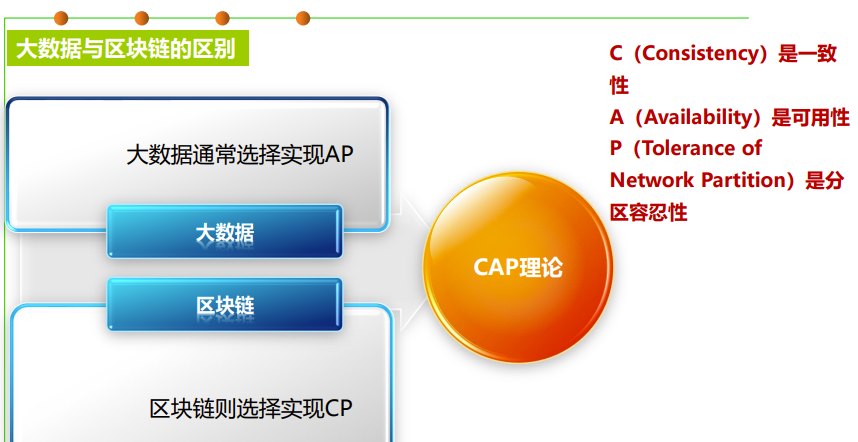 大数据与区块链的区别
C（Consistency）是一致
性
A（Availability）是可用性
P（Tolerance of
Network Partition）是分
区容忍性
大数据通常选择实现AP
大数据
CAP理论
区块链
区块链则选择实现CP